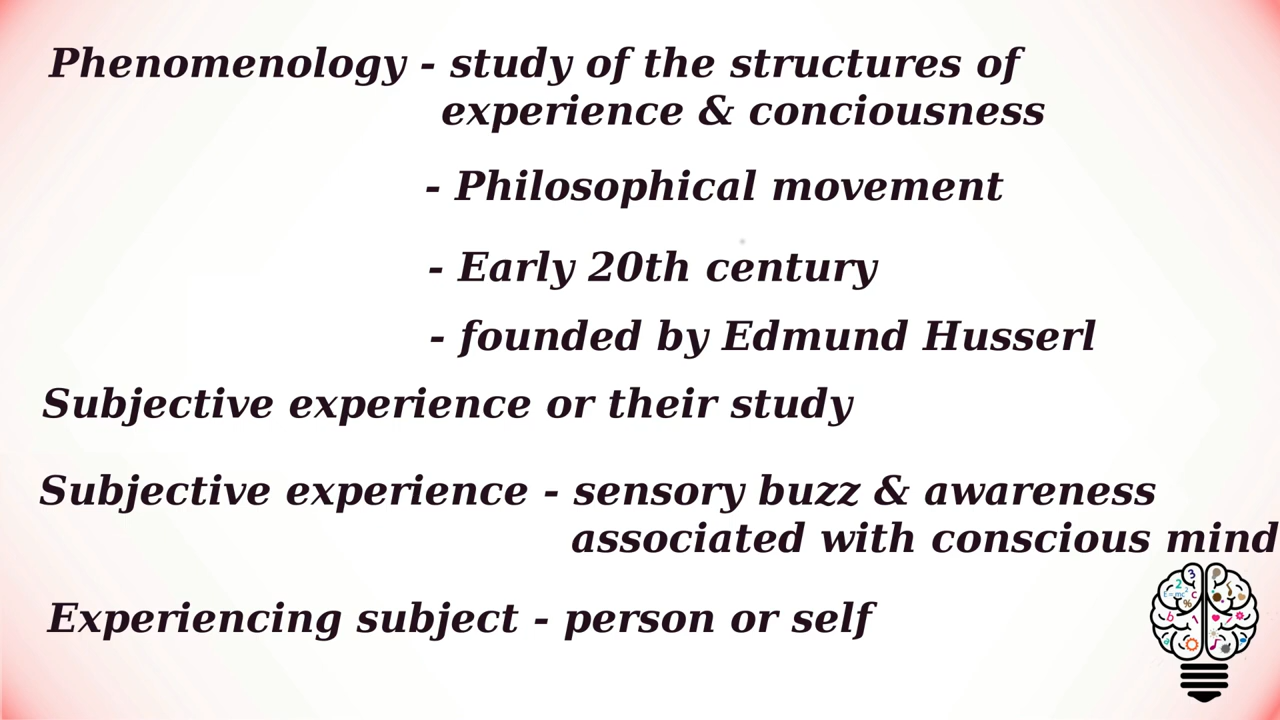 Phenomenology - study of the structures of
experience & conciousness
- Philosophical movement
- Early 20th century
- founded by Edmund Husserl
Subjective experience or their study
Subjective experience - sensory buzz & awareness
associated with conscious mind
Experiencing subject - person or self